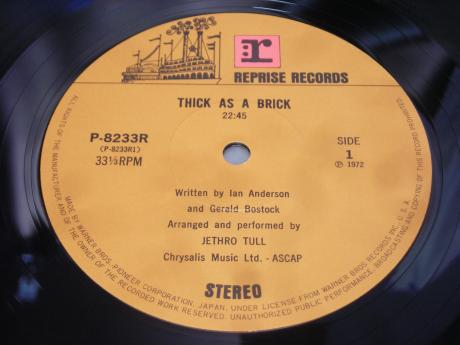 r
REPRISE RECORDS
THICK AS A BRICK
22:45
P-8233R
(P-8233R1)
33⅓RPM
SIDE
1
℗ 1972
Written by Ian Anderson
and Gerald Bostock
Arranged and performed by
JETHRO TULL
Chrysalis Music Ltd. - ASCAP
STEREO
MADE BY WARNER BROS.-PIONEER CORPORATION, JAPAN, UNDER LICENSE FROM WARNER BROS. RECORDS INC. U.S.A.
ALL RIGHTS OF THE MANUFACTURER AND OF THE OWNER OF THE RECORDED WORK RESERVED. UNAUTHORIZED PUBLIC PERFORMANCE, BROADCASTING AND COPYING OF THIS RECORD PROHIBITED.